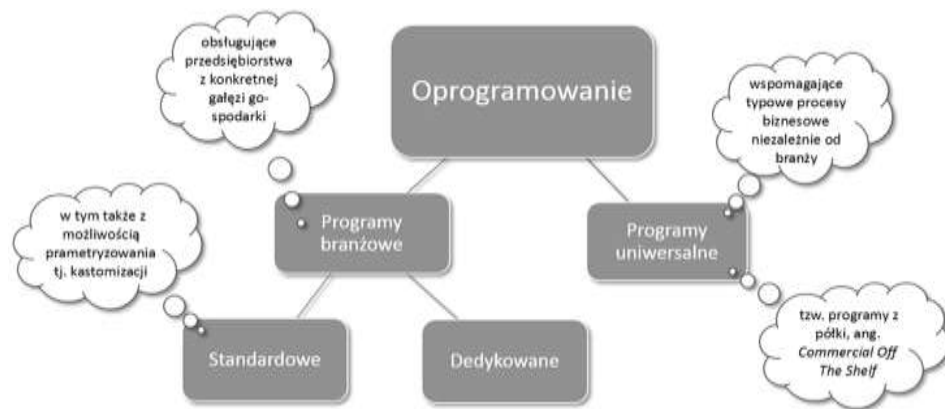 obsługujące
przedsiębiorstwa
z konkretnej
gałęzi go-
spodarki
Oprogramowanie
wspomagające
typowe procesy
biznesowe
niezależnie od
branży
w tym także z
możliwością
prametryzowania
tj. kastomizacji
Programy
branżowe
Programy
uniwersalne
Standardowe
Dedykowane
tzw. programy z
półki, ang.
Commercial Off
The Shelf